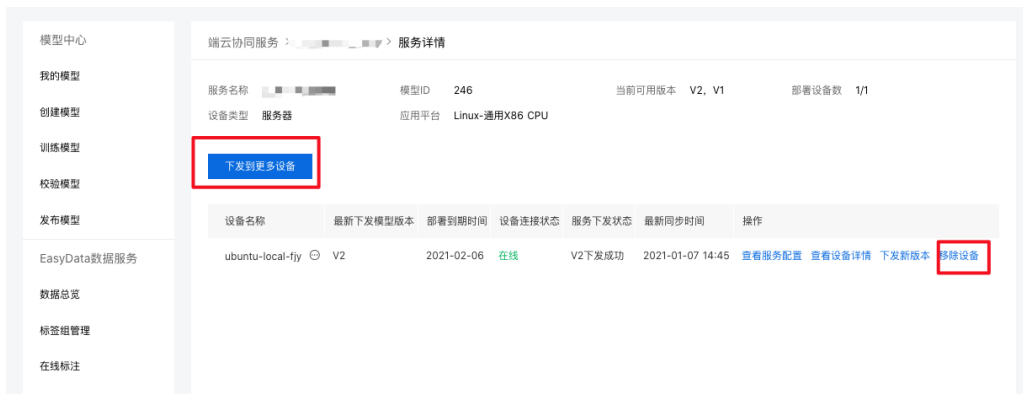 模型中心
我的模型
创建模型
训练模型
校验模型
发布模型
EasyData数据服务
数据总览
标签组管理
在线标注
端云协同服务 > > 服务详情
服务名称 模型ID 246 当前可用版本 V2，V1 部署设备数 1/1
设备类型 服务器 应用平台 Linux-通用X86 CPU
下发到更多设备
设备名称 最新下发模型版本 部署到期时间 设备连接状态 服务下发状态 最新同步时间 操作
ubuntu-local-fjy V2 2021-02-06 在线 V2下发成功 2021-01-07 14:45 查看服务配置 查看设备详情 下发新版本 移除设备